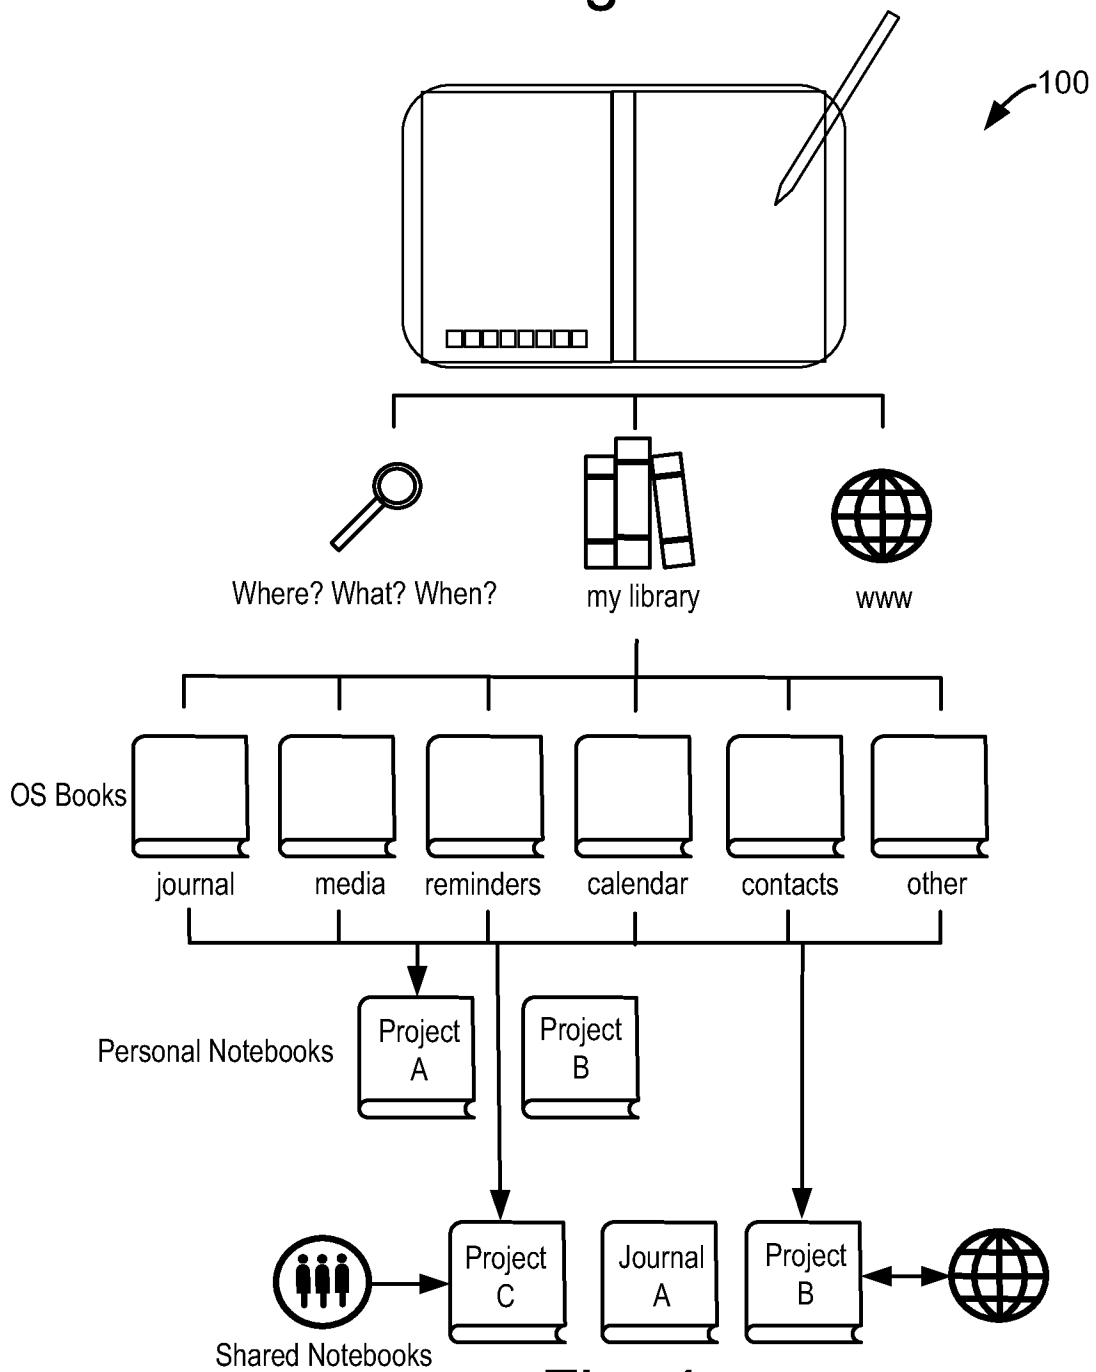 100
Where? What? When?
my library
www
OS Books
journal
media
reminders
calendar
contacts
other
Personal Notebooks
Project
A
Project
B
Project
C
Journal
A
Project
B
Shared Notebooks